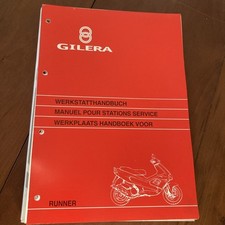 GILERA
WERKSTATTHANDBUCH
MANUEL POUR STATIONS SERVICE
WERKPLAATS HANDBOEK VOOR
RUNNER